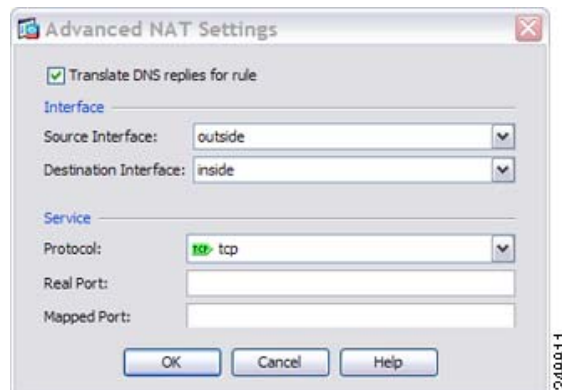 Advanced NAT Settings
Translate DNS replies for rule
Interface
Source Interface: outside
Destination Interface: inside
Service
Protocol: TCP tcp
Real Port:
Mapped Port:
OK Cancel Help
248811